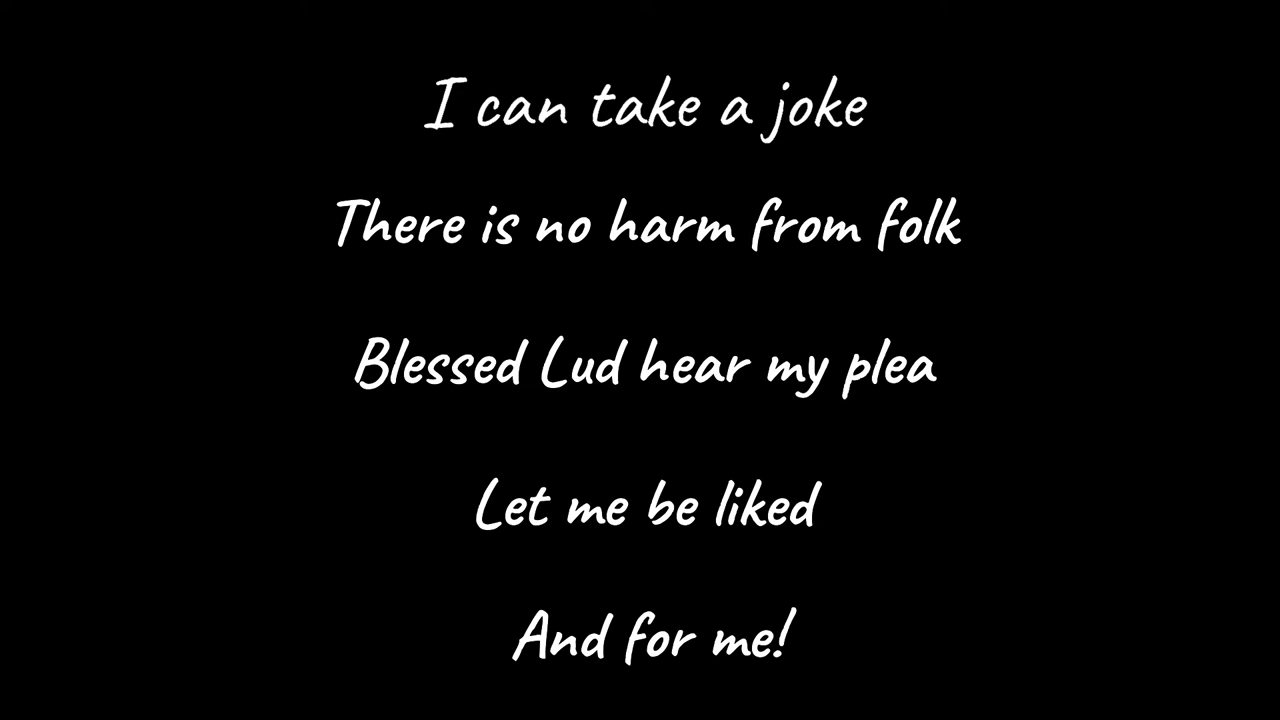 I can take a joke
There is no harm from folk
Blessed Lud hear my plea
Let me be liked
And for me!